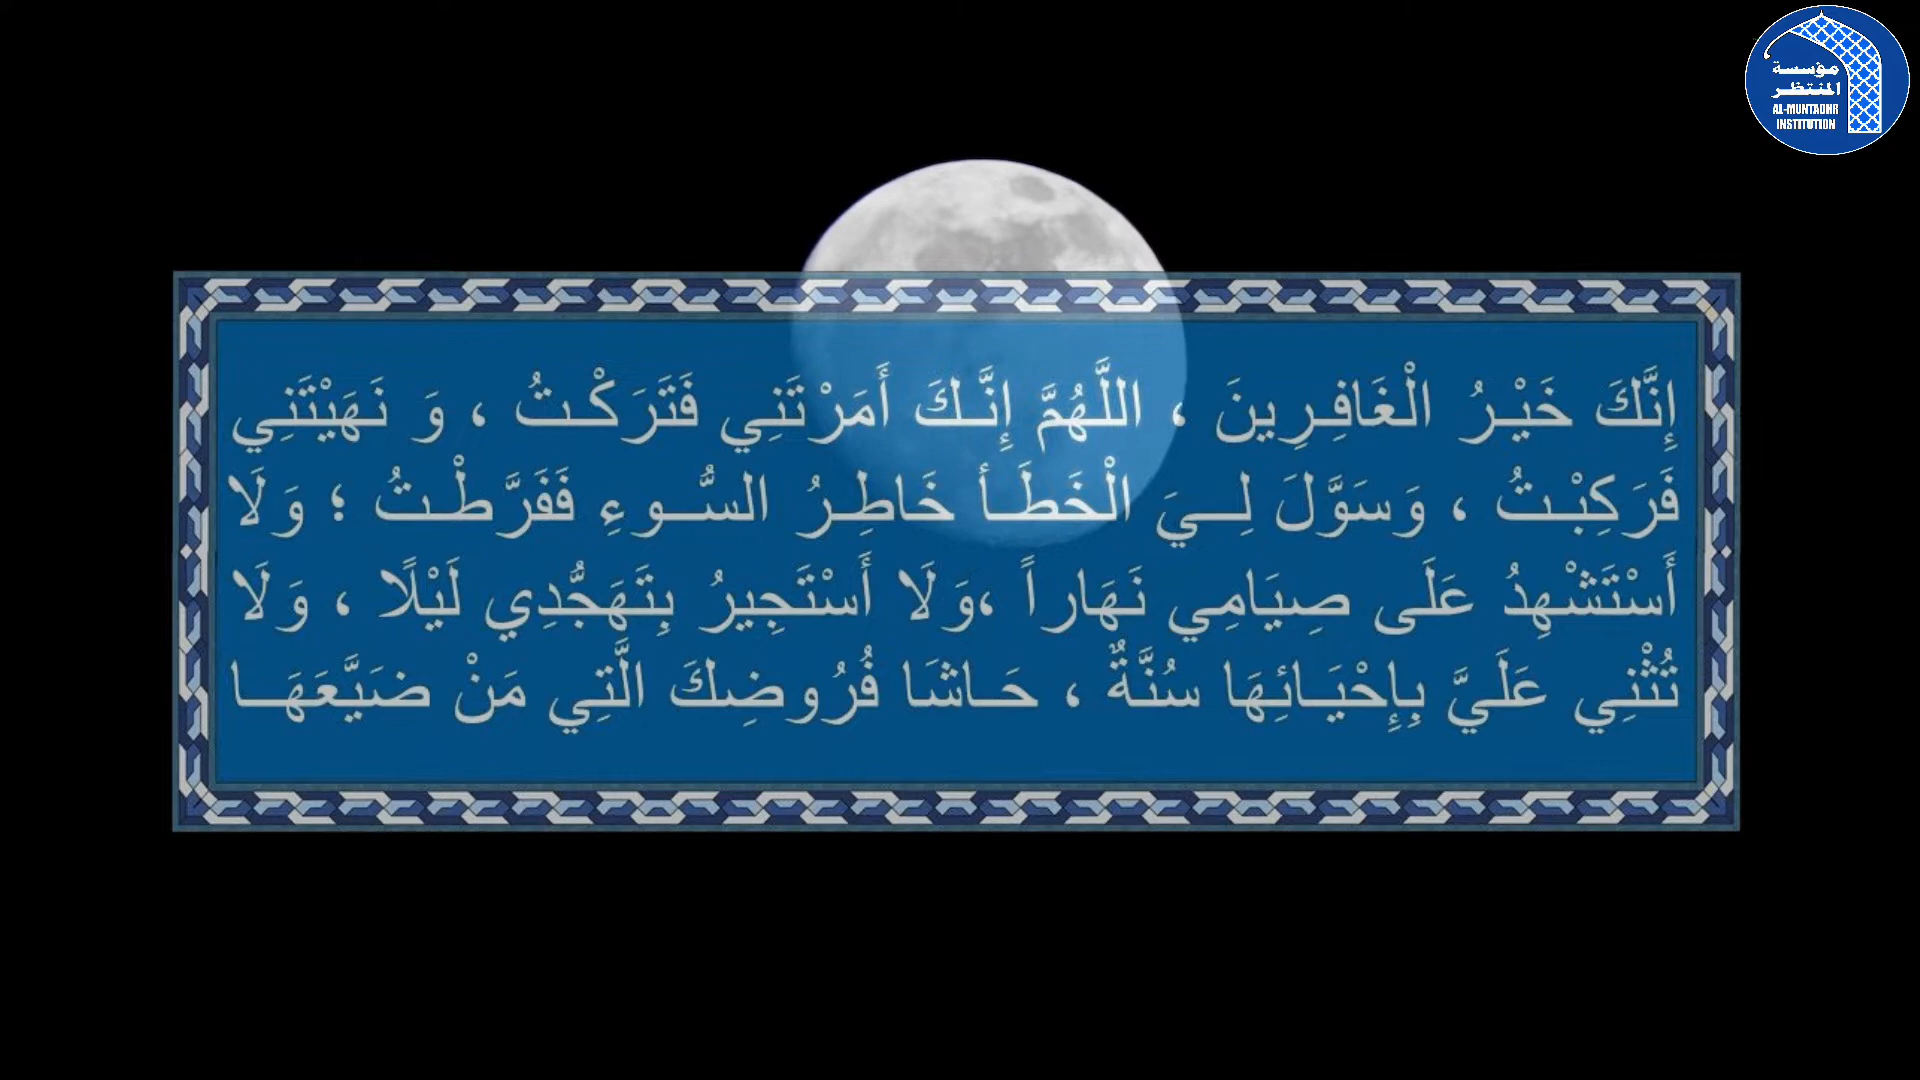 مؤسسة
المنتظر
AL-MUNTADHR
INSTITUTION
إِنَّكَ خَيْرُ الْغَافِرِينَ ، اللَّهُمَّ إِنَّكَ أَمَرْتَنِي فَتَرَكْتُ ، وَ نَهَيْتَنِي
فَرَكِبْتُ ، وَسَوَّلَ لِيَ الْخَطَأ خَاطِرُ السُّوءِ فَفَرَّطْتُ ؛ وَلَا
أَسْتَشْهِدُ عَلَى صِيَامِي نَهَاراً ،وَلَا أَسْتَجِيرُ بِتَهَجُّدِي لَيْلًا ، وَلَا
تُثْنِي عَلَيَّ بِإِحْيَائِهَا سُنَّةٌ ، حَاشَا فُرُوضِكَ الَّتِي مَنْ ضَيَّعَهَا